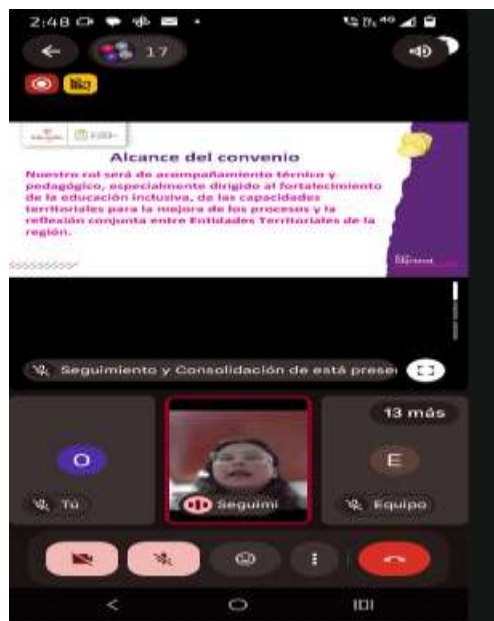 2:48
4G
17
Alcance del convenio
Nuestro rol será de acompañamiento técnico y
pedagógico, especialmente dirigido al fortalecimiento
de la educación inclusiva, de las capacidades
territoriales para la mejora de los procesos y la
reflexión conjunta entre Entidades Territoriales de la
región.
Seguimiento y Consolidación de está prese
13 más
O
E
Tú
Seguimi
Equipo